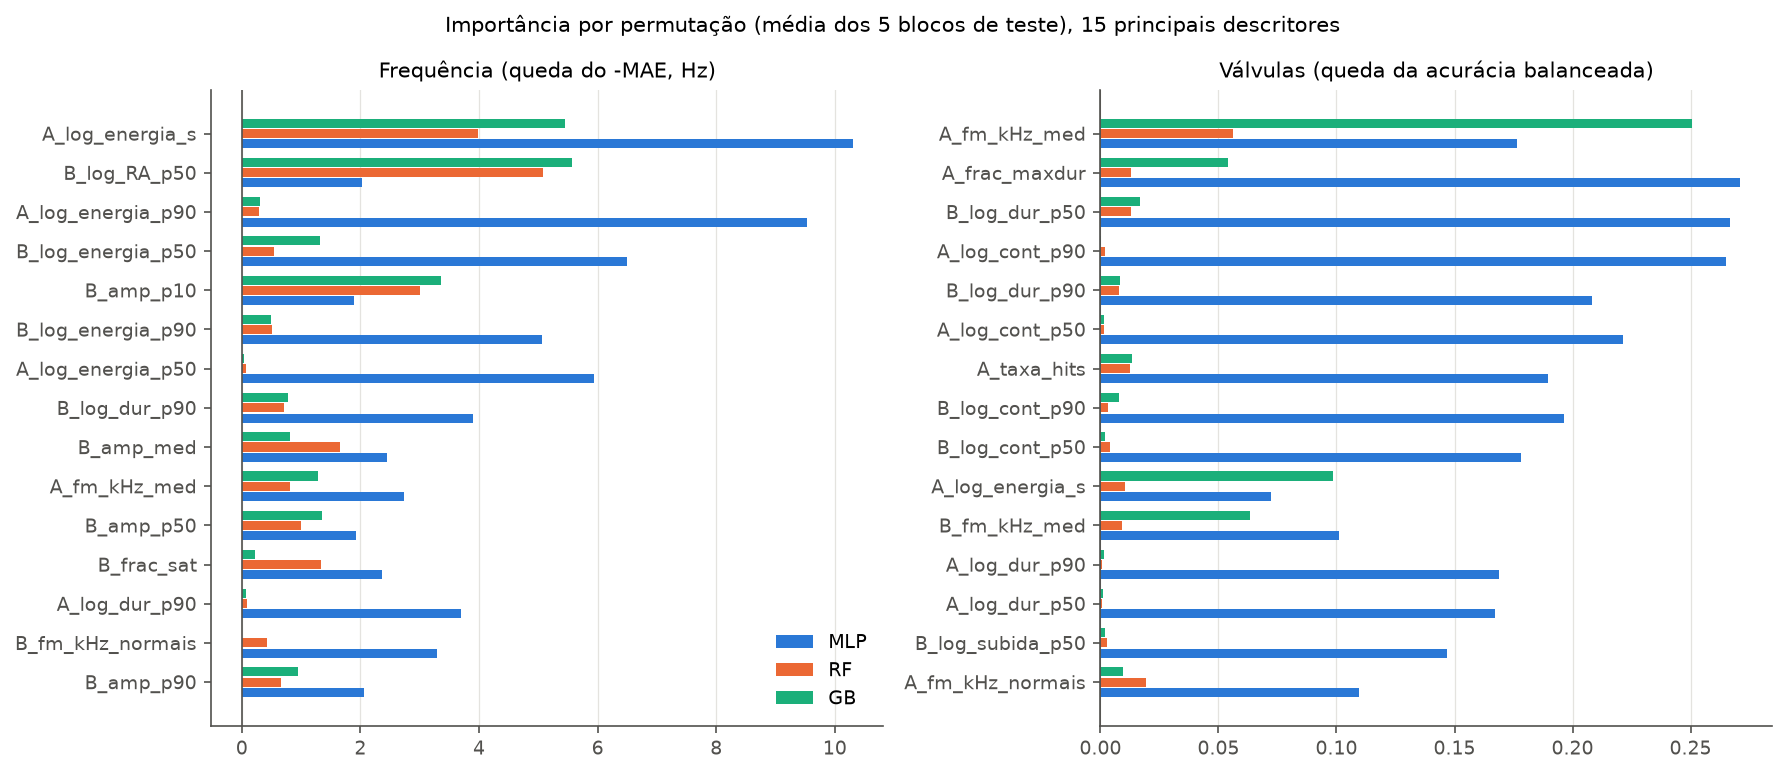 Importância por permutação (média dos 5 blocos de teste), 15 principais descritores
Frequência (queda do -MAE, Hz)
A_log_energia_s
B_log_RA_p50
A_log_energia_p90
B_log_energia_p50
B_amp_p10
B_log_energia_p90
A_log_energia_p50
B_log_dur_p90
B_amp_med
A_fm_kHz_med
B_amp_p50
B_frac_sat
A_log_dur_p90
B_fm_kHz_normais
B_amp_p90
0 2 4 6 8 10
MLP
RF
GB
Válvulas (queda da acurácia balanceada)
A_fm_kHz_med
A_frac_maxdur
B_log_dur_p50
A_log_cont_p90
B_log_dur_p90
A_log_cont_p50
A_taxa_hits
B_log_cont_p90
B_log_cont_p50
A_log_energia_s
B_fm_kHz_med
A_log_dur_p90
A_log_dur_p50
B_log_subida_p50
A_fm_kHz_normais
0.00 0.05 0.10 0.15 0.20 0.25